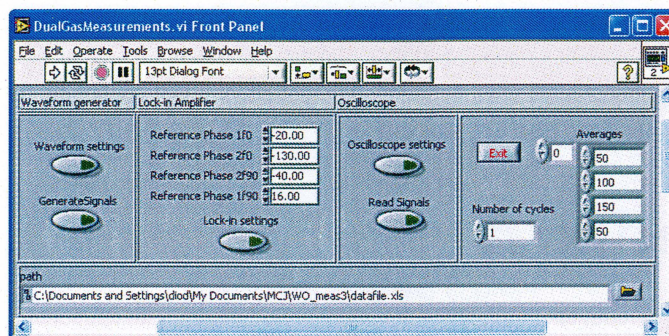 DualGasMeasurements.vi Front Panel
File Edit Operate Tools Browse Window Help
13pt Dialog Font
2
Waveform generator Lock-in Amplifier Oscilloscope
Waveform settings
GenerateSignals
Reference Phase 1f0 -20.00
Reference Phase 2f0 -130.00
Reference Phase 2f90 -40.00
Reference Phase 1f90 16.00
Lock-in settings
Oscilloscope settings
Read Signals
Exit
Number of cycles
1
Averages
0 50
100
150
50
path
C:\Documents and Settings\diod\My Documents\MCJ\WO_meas3\datafile.xls